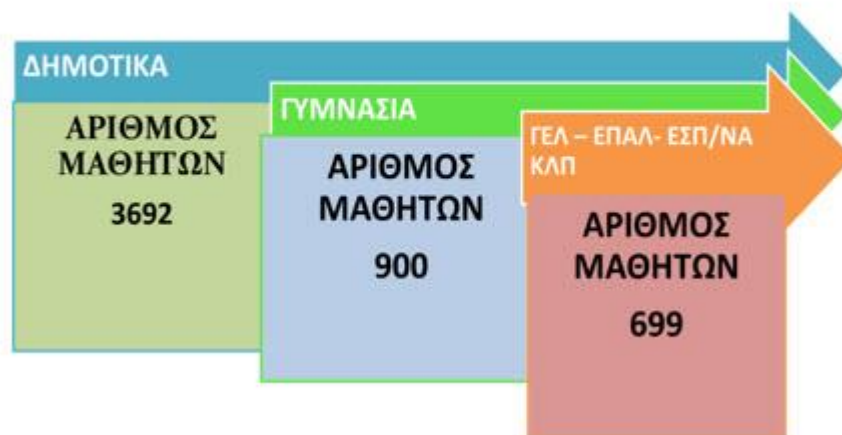 ΔΗΜΟΤΙΚΑ
ΑΡΙΘΜΟΣ
ΜΑΘΗΤΩΝ
3692
ΓΥΜΝΑΣΙΑ
ΑΡΙΘΜΟΣ
ΜΑΘΗΤΩΝ
900
ΓΕΛ – ΕΠΑΛ- ΕΣΠ/ΝΑ
ΚΛΠ
ΑΡΙΘΜΟΣ
ΜΑΘΗΤΩΝ
699